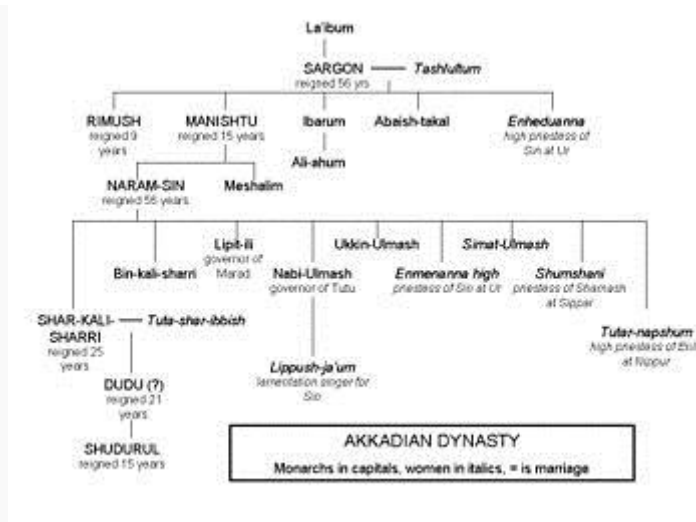 La'ibum
SARGON
reigned 56 yrs
Tashlultum
RIMUSH
reigned 9
years
MANISHTU
reigned 15 years
Ibarum
Abaish-takal
Enheduanna
high priestess of
Sin at Ur
Ali-ahum
NARAM-SIN
reigned 56 years
Meshalim
Bin-kali-sharri
Lipit-ili
governor of
Marad
Nabi-Ulmash
governor of Tutu
Ukkin-Ulmash
Enmenanna high
priestess of Sin at Ur
Simat-Ulmash
Shumshani
priestess of Shamash
at Sippar
Tutar-napshum
high priestess of Enlil
at Nippur
SHAR-KALI-
SHARRI
reigned 25
years
Tuta-shar-ibbish
Lippush-ja'um
lamentation singer for
Sin
DUDU (?)
reigned 21
years
SHUDURUL
reigned 15 years
AKKADIAN DYNASTY
Monarchs in capitals, women in italics, = is marriage